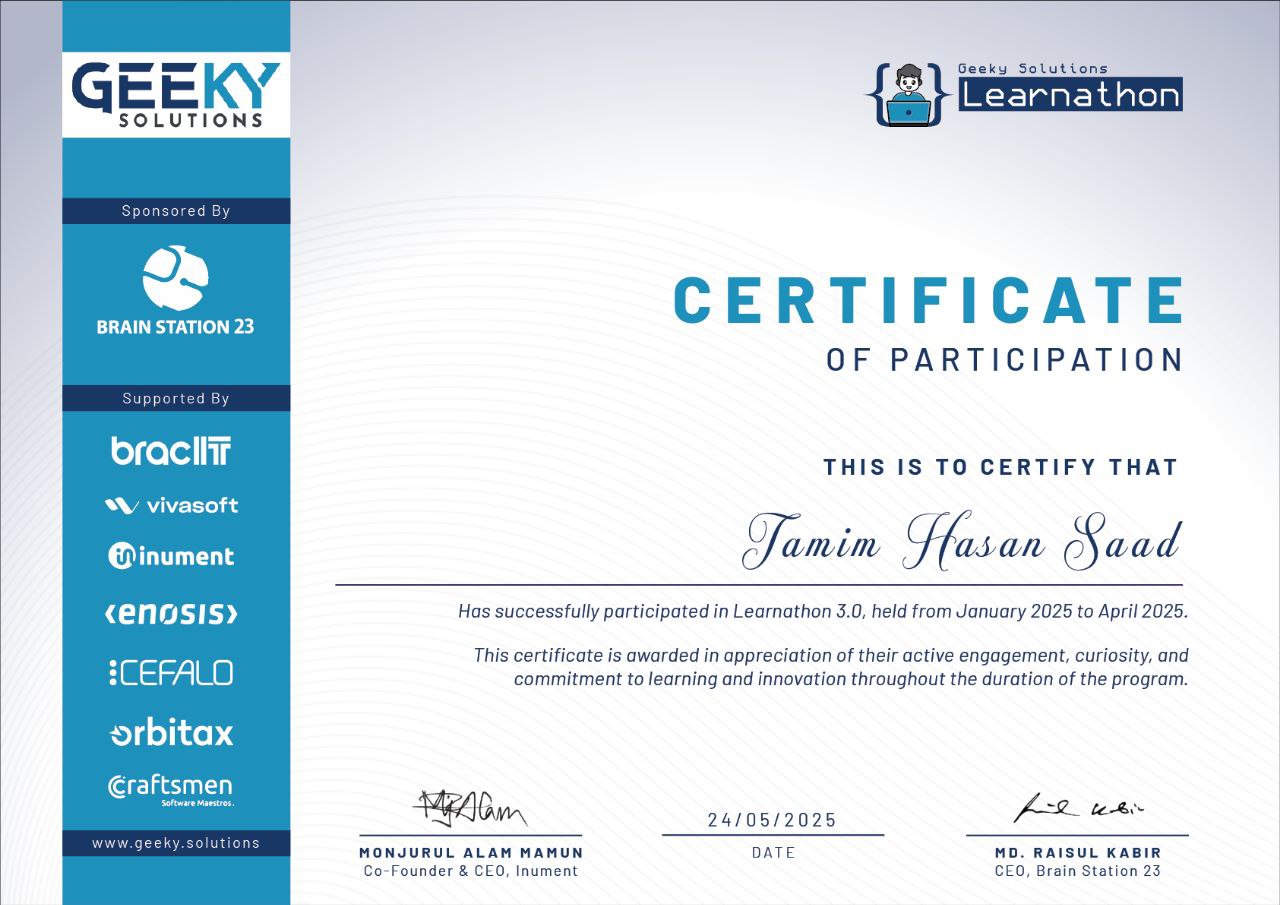 GEEKY
SOLUTIONS
Sponsored By
BRAIN STATION 23
Supported By
bracIIT
vivasoft
inument
enosis
CEFALO
orbitax
Craftsmen
Software Maestros.
www.geeky.solutions
Geeky Solutions
Learnathon
CERTIFICATE
OF PARTICIPATION
THIS IS TO CERTIFY THAT
Tamim Hasan Saad
Has successfully participated in Learnathon 3.0, held from January 2025 to April 2025.
This certificate is awarded in appreciation of their active engagement, curiosity, and
commitment to learning and innovation throughout the duration of the program.
MONJURUL ALAM MAMUN
Co-Founder & CEO, Inument
24/05/2025
DATE
MD. RAISUL KABIR
CEO, Brain Station 23